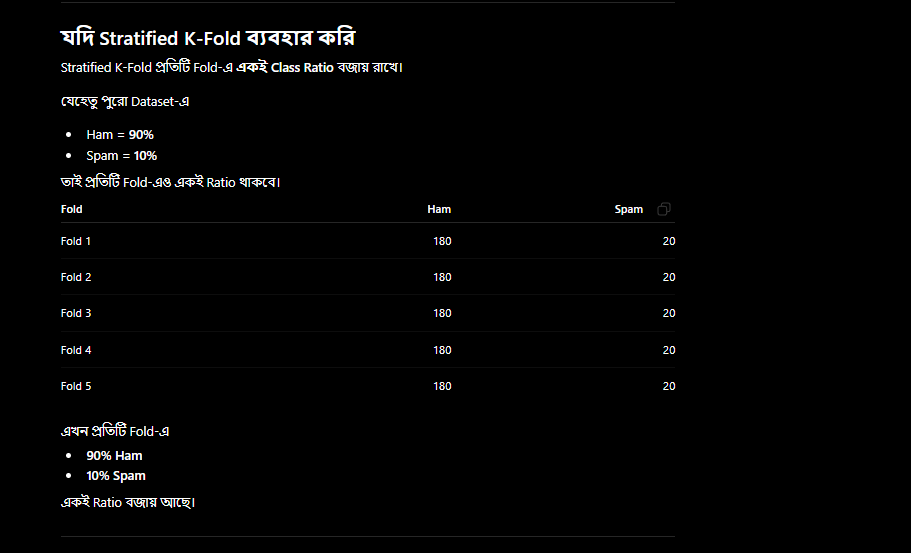 যদি Stratified K-Fold ব্যবহার করি
Stratified K-Fold প্রতিটি Fold-এ একই Class Ratio বজায় রাখে।
যেহেতু পুরো Dataset-এ
• Ham = 90%
• Spam = 10%
তাই প্রতিটি Fold-এও একই Ratio থাকবে।
Fold Ham Spam
Fold 1 180 20
Fold 2 180 20
Fold 3 180 20
Fold 4 180 20
Fold 5 180 20
এখন প্রতিটি Fold-এ
• 90% Ham
• 10% Spam
একই Ratio বজায় আছে।